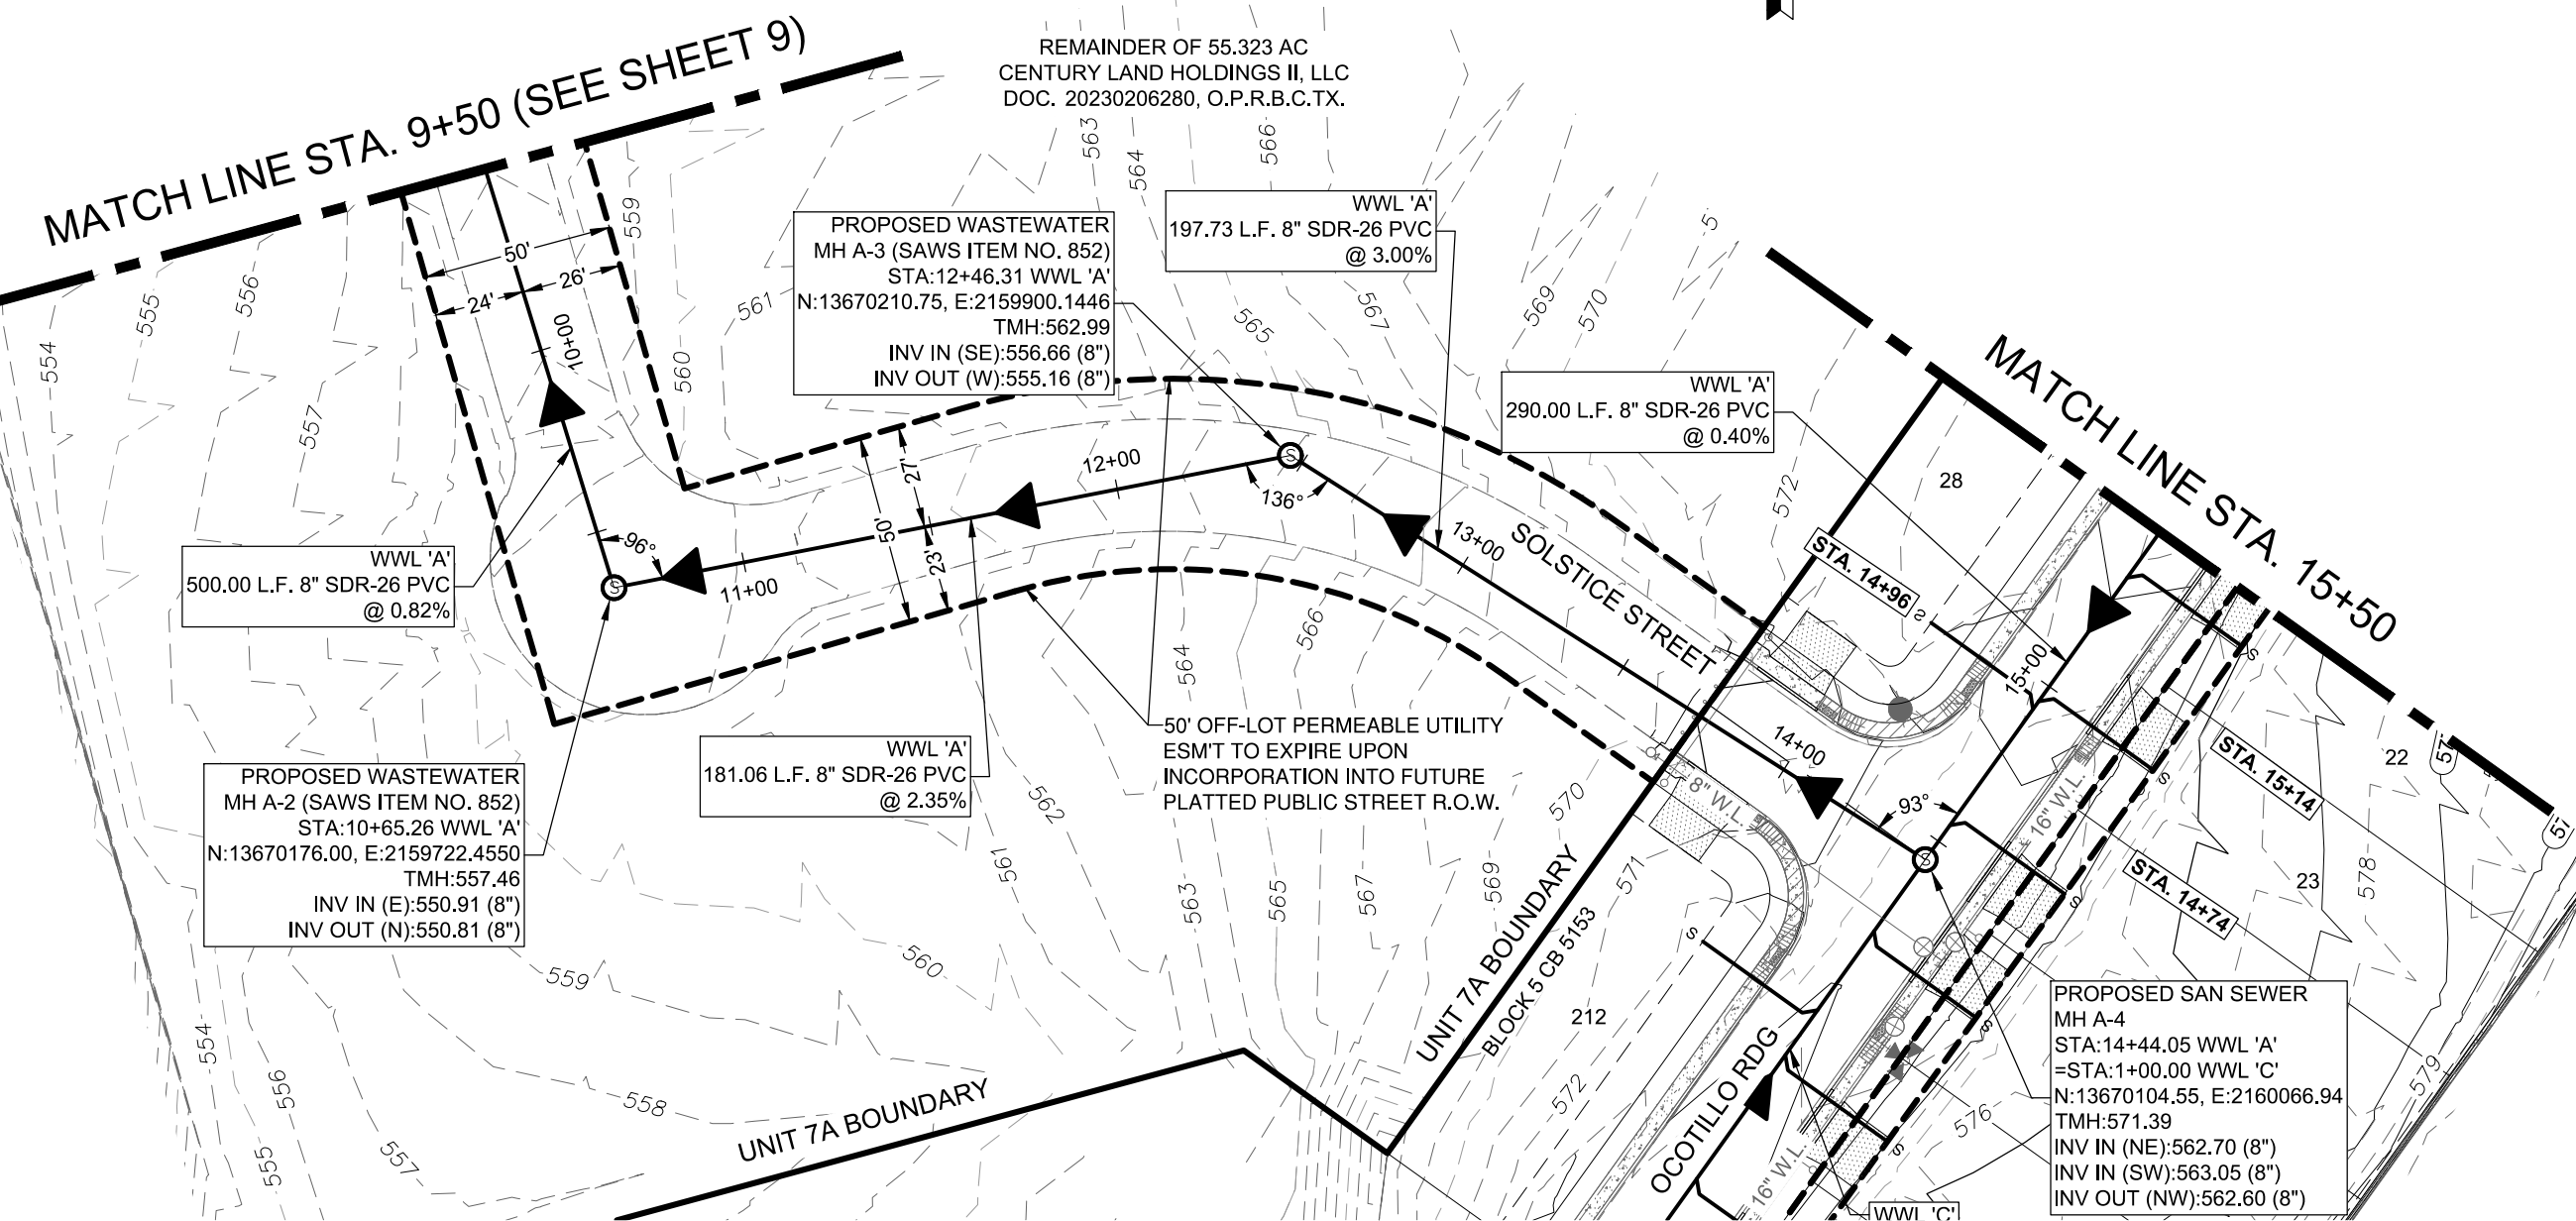 MATCH LINE STA. 9+50 (SEE SHEET 9)
REMAINDER OF 55.323 AC
CENTURY LAND HOLDINGS II, LLC
DOC. 20230206280, O.P.R.B.C.TX.
PROPOSED WASTEWATER
MH A-3 (SAWS ITEM NO. 852)
STA:12+46.31 WWL 'A'
N:13670210.75, E:2159900.1446
TMH:562.99
INV IN (SE):556.66 (8")
INV OUT (W):555.16 (8")
WWL 'A'
197.73 L.F. 8" SDR-26 PVC
@ 3.00%
WWL 'A'
290.00 L.F. 8" SDR-26 PVC
@ 0.40%
MATCH LINE STA. 15+50
WWL 'A'
500.00 L.F. 8" SDR-26 PVC
@ 0.82%
PROPOSED WASTEWATER
MH A-2 (SAWS ITEM NO. 852)
STA:10+65.26 WWL 'A'
N:13670176.00, E:2159722.4550
TMH:557.46
INV IN (E):550.91 (8")
INV OUT (N):550.81 (8")
WWL 'A'
181.06 L.F. 8" SDR-26 PVC
@ 2.35%
50' OFF-LOT PERMEABLE UTILITY
ESM'T TO EXPIRE UPON
INCORPORATION INTO FUTURE
PLATTED PUBLIC STREET R.O.W.
PROPOSED SAN SEWER
MH A-4
STA:14+44.05 WWL 'A'
=STA:1+00.00 WWL 'C'
N:13670104.55, E:2160066.94
TMH:571.39
INV IN (NE):562.70 (8")
INV IN (SW):563.05 (8")
INV OUT (NW):562.60 (8")
WWL 'C'
SOLSTICE STREET
OCOTILLO RDG
UNIT 7A BOUNDARY
BLOCK 5 CB 5153
UNIT 7A BOUNDARY
STA. 14+96
STA. 15+14
STA. 14+74
10+00
11+00
12+00
13+00
14+00
15+00
50'
24'
26'
50'
27'
23'
96°
136°
93°
8" W.L.
16" W.L.
16" W.L.
28
22
23
212
554
555
556
557
559
560
561
563
564
566
565
567
569
570
572
554
555
556
557
558
559
560
561
562
563
564
565
566
567
569
570
571
572
576
578
579